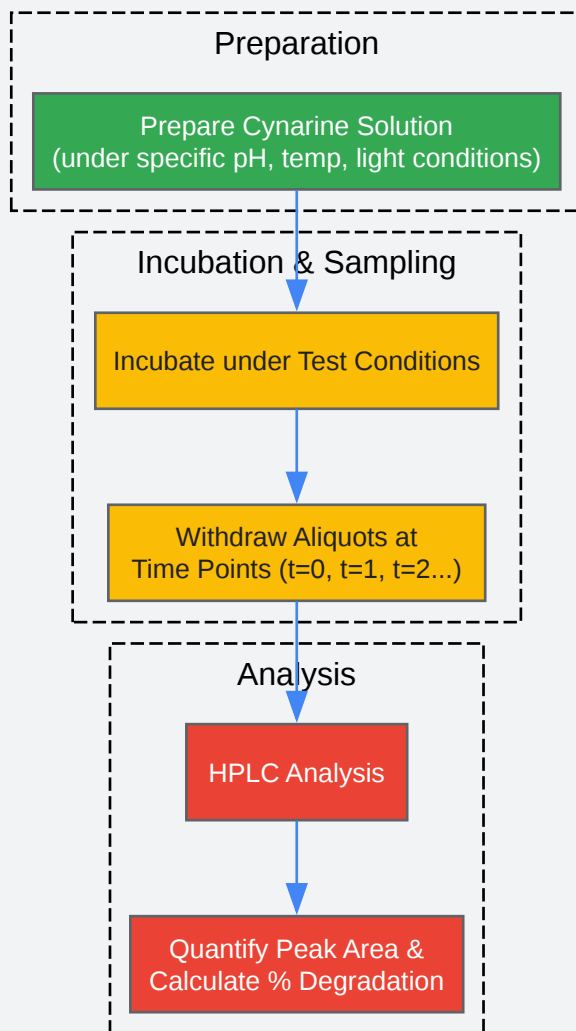 Preparation
Prepare Cynarine Solution
(under specific pH, temp, light conditions)
Incubation & Sampling
Incubate under Test Conditions
Withdraw Aliquots at
Time Points (t=0, t=1, t=2...)
Analysis
HPLC Analysis
Quantify Peak Area &
Calculate % Degradation